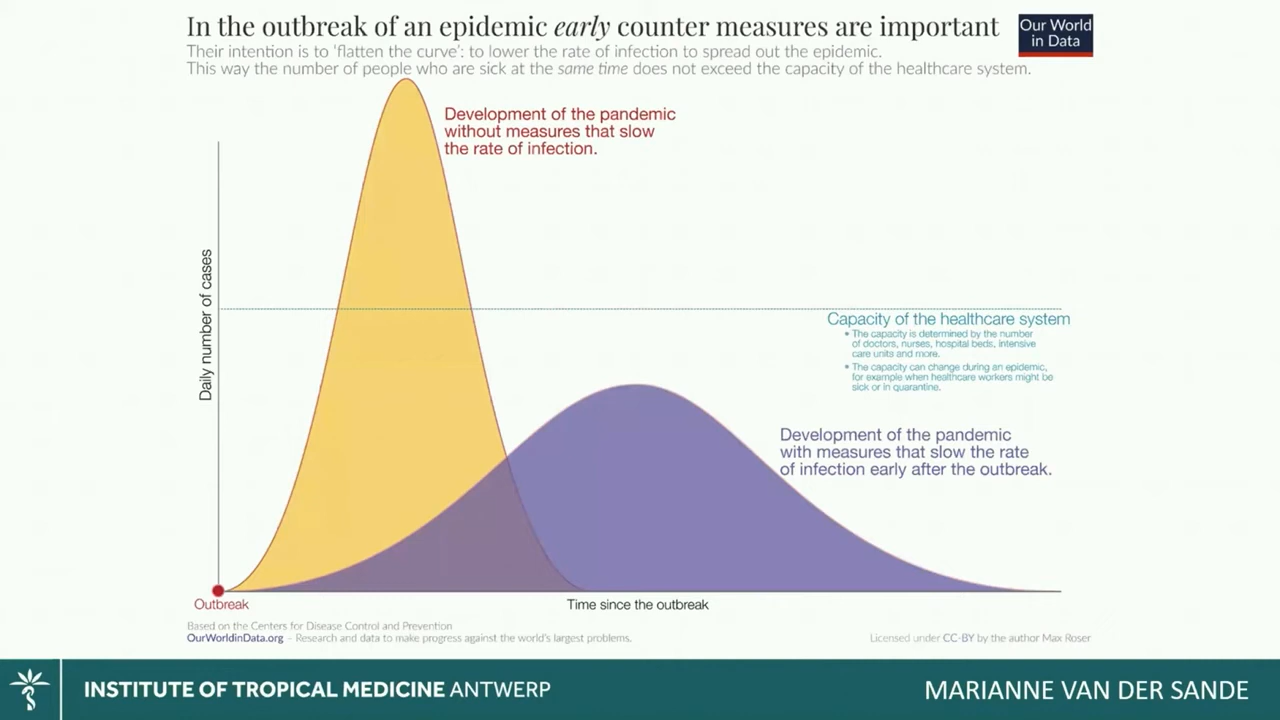 In the outbreak of an epidemic early counter measures are important
Our World
in Data
Their intention is to 'flatten the curve': to lower the rate of infection to spread out the epidemic.
This way the number of people who are sick at the same time does not exceed the capacity of the healthcare system.
Development of the pandemic
without measures that slow
the rate of infection.
Daily number of cases
Capacity of the healthcare system
• The capacity is determined by the number
of doctors, nurses, hospital beds, intensive
care units and more.
• The capacity can change during an epidemic,
for example when healthcare workers might be
sick or in quarantine.
Development of the pandemic
with measures that slow the rate
of infection early after the outbreak.
Outbreak
Time since the outbreak
Based on the Centers for Disease Control and Prevention
OurWorldinData.org – Research and data to make progress against the world's largest problems.
Licensed under CC-BY by the author Max Roser
INSTITUTE OF TROPICAL MEDICINE ANTWERP
MARIANNE VAN DER SANDE